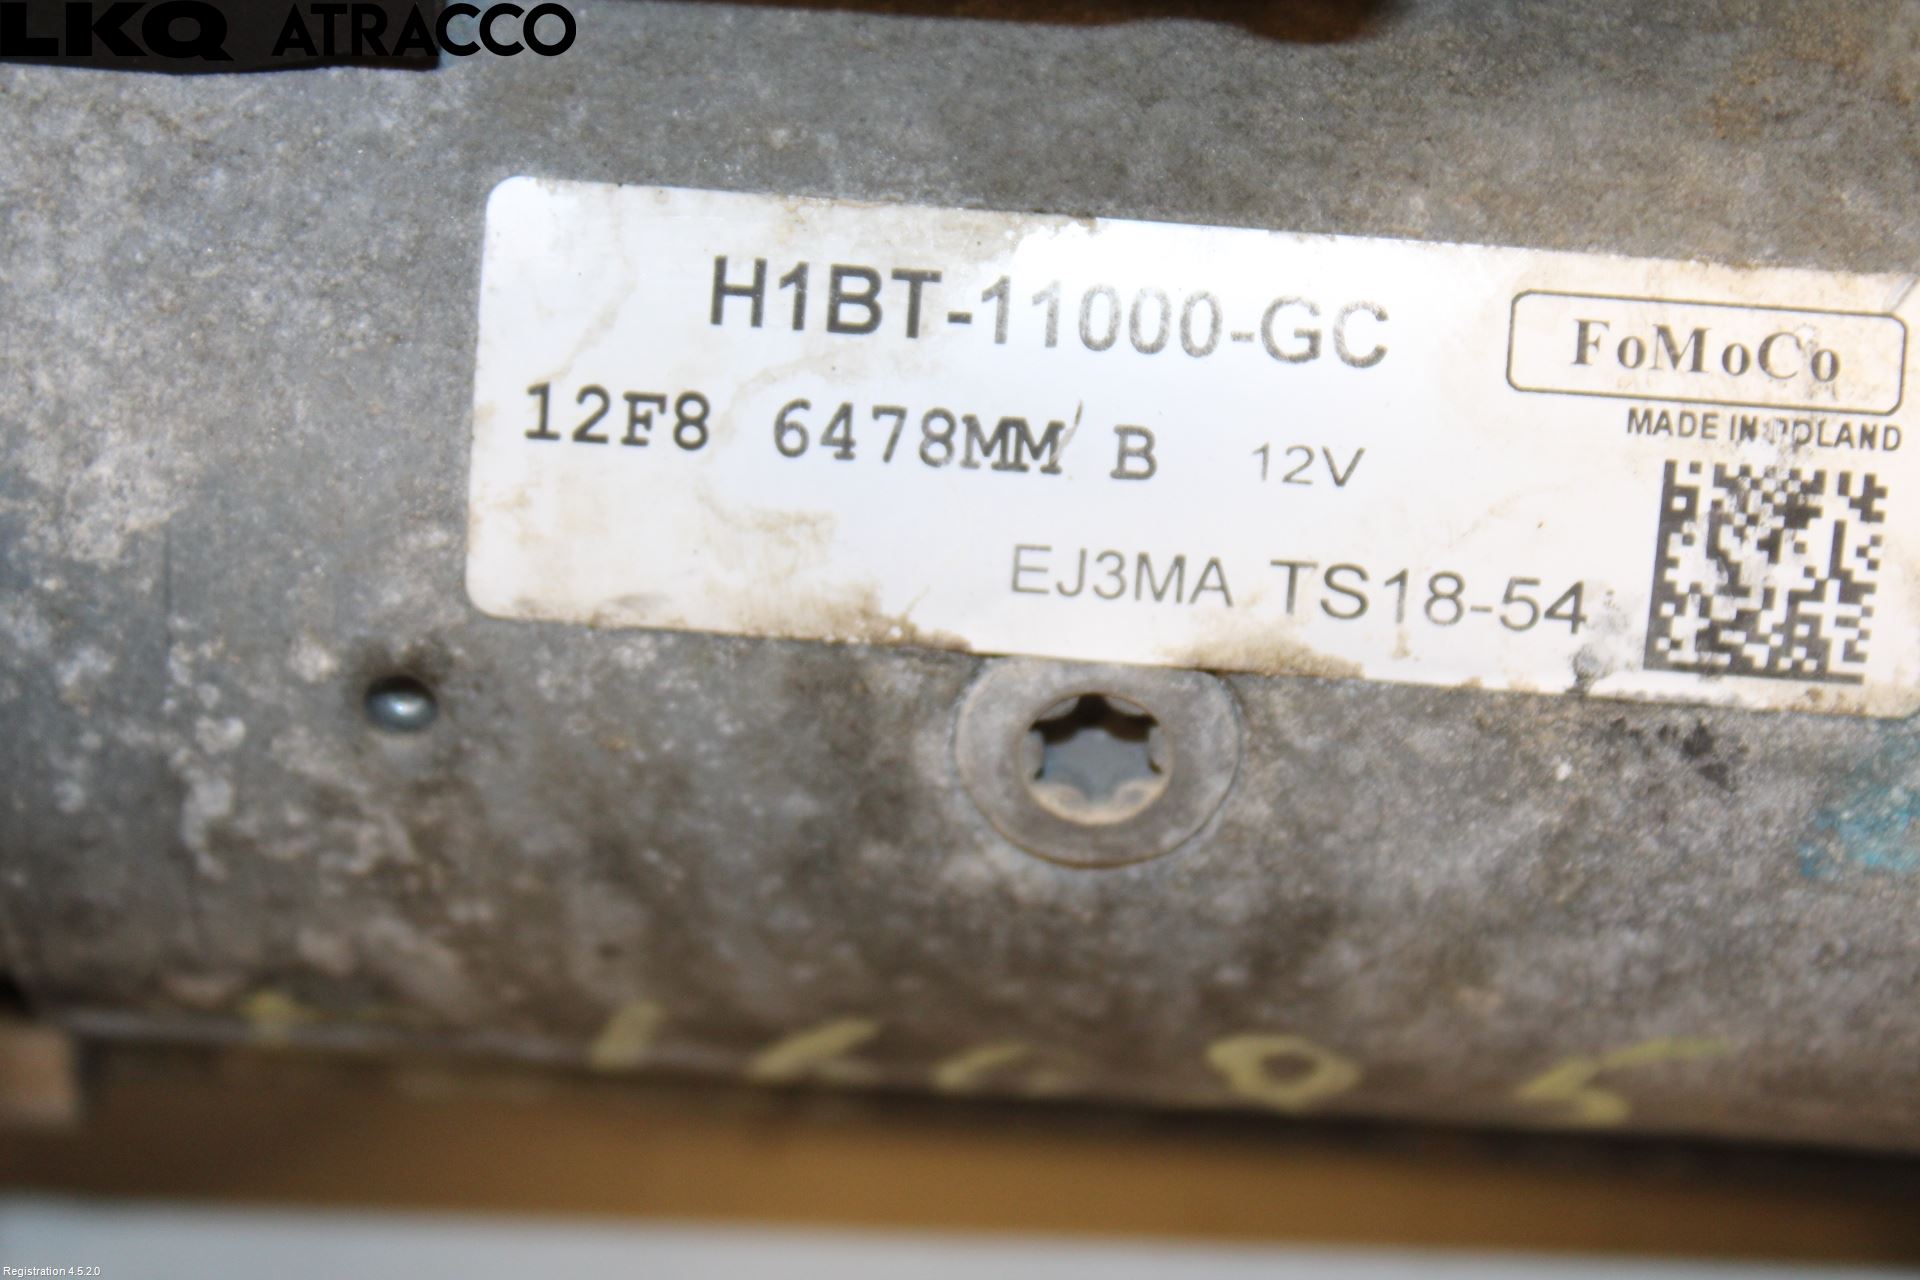 LKQ ATRACCO
H1BT-11000-GC
FoMoCo
MADE IN POLAND
12F8 6478MM B 12V
EJ3MA TS18-54
Registration 4.5.2.0